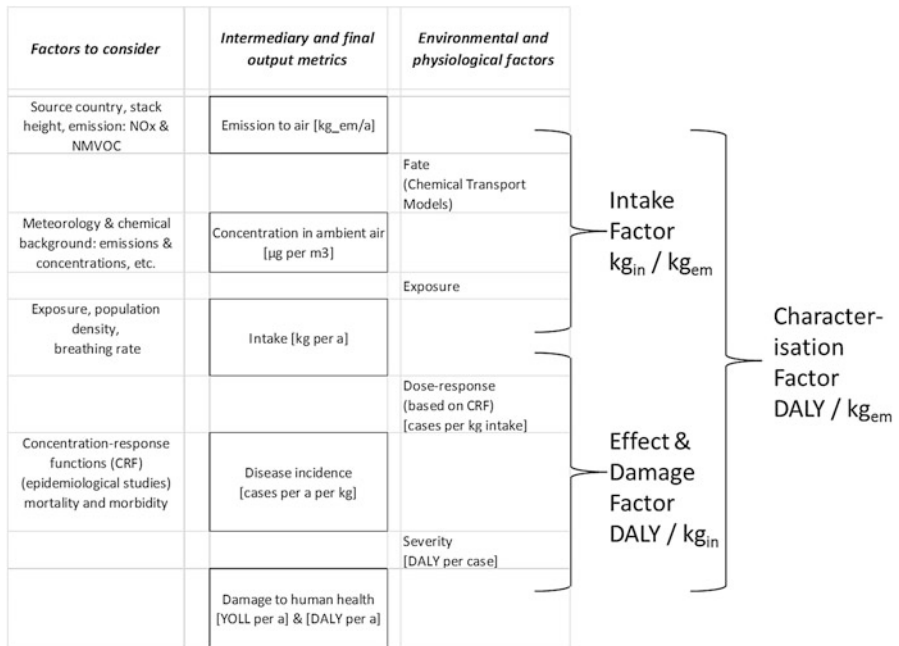 Factors to consider
Intermediary and final
output metrics
Environmental and
physiological factors
Source country, stack
height, emission: NOx &
NMVOC
Emission to air [kg_em/a]
Fate
(Chemical Transport
Models)
Meteorology & chemical
background: emissions &
concentrations, etc.
Concentration in ambient air
[µg per m3]
Exposure
Exposure, population
density,
breathing rate
Intake [kg per a]
Dose-response
(based on CRF)
[cases per kg intake]
Concentration-response
functions (CRF)
(epidemiological studies)
mortality and morbidity
Disease incidence
[cases per a per kg]
Severity
[DALY per case]
Damage to human health
[YOLL per a] & [DALY per a]
Intake
Factor
kgin / kgem
Effect &
Damage
Factor
DALY / kgin
Character-
isation
Factor
DALY / kgem